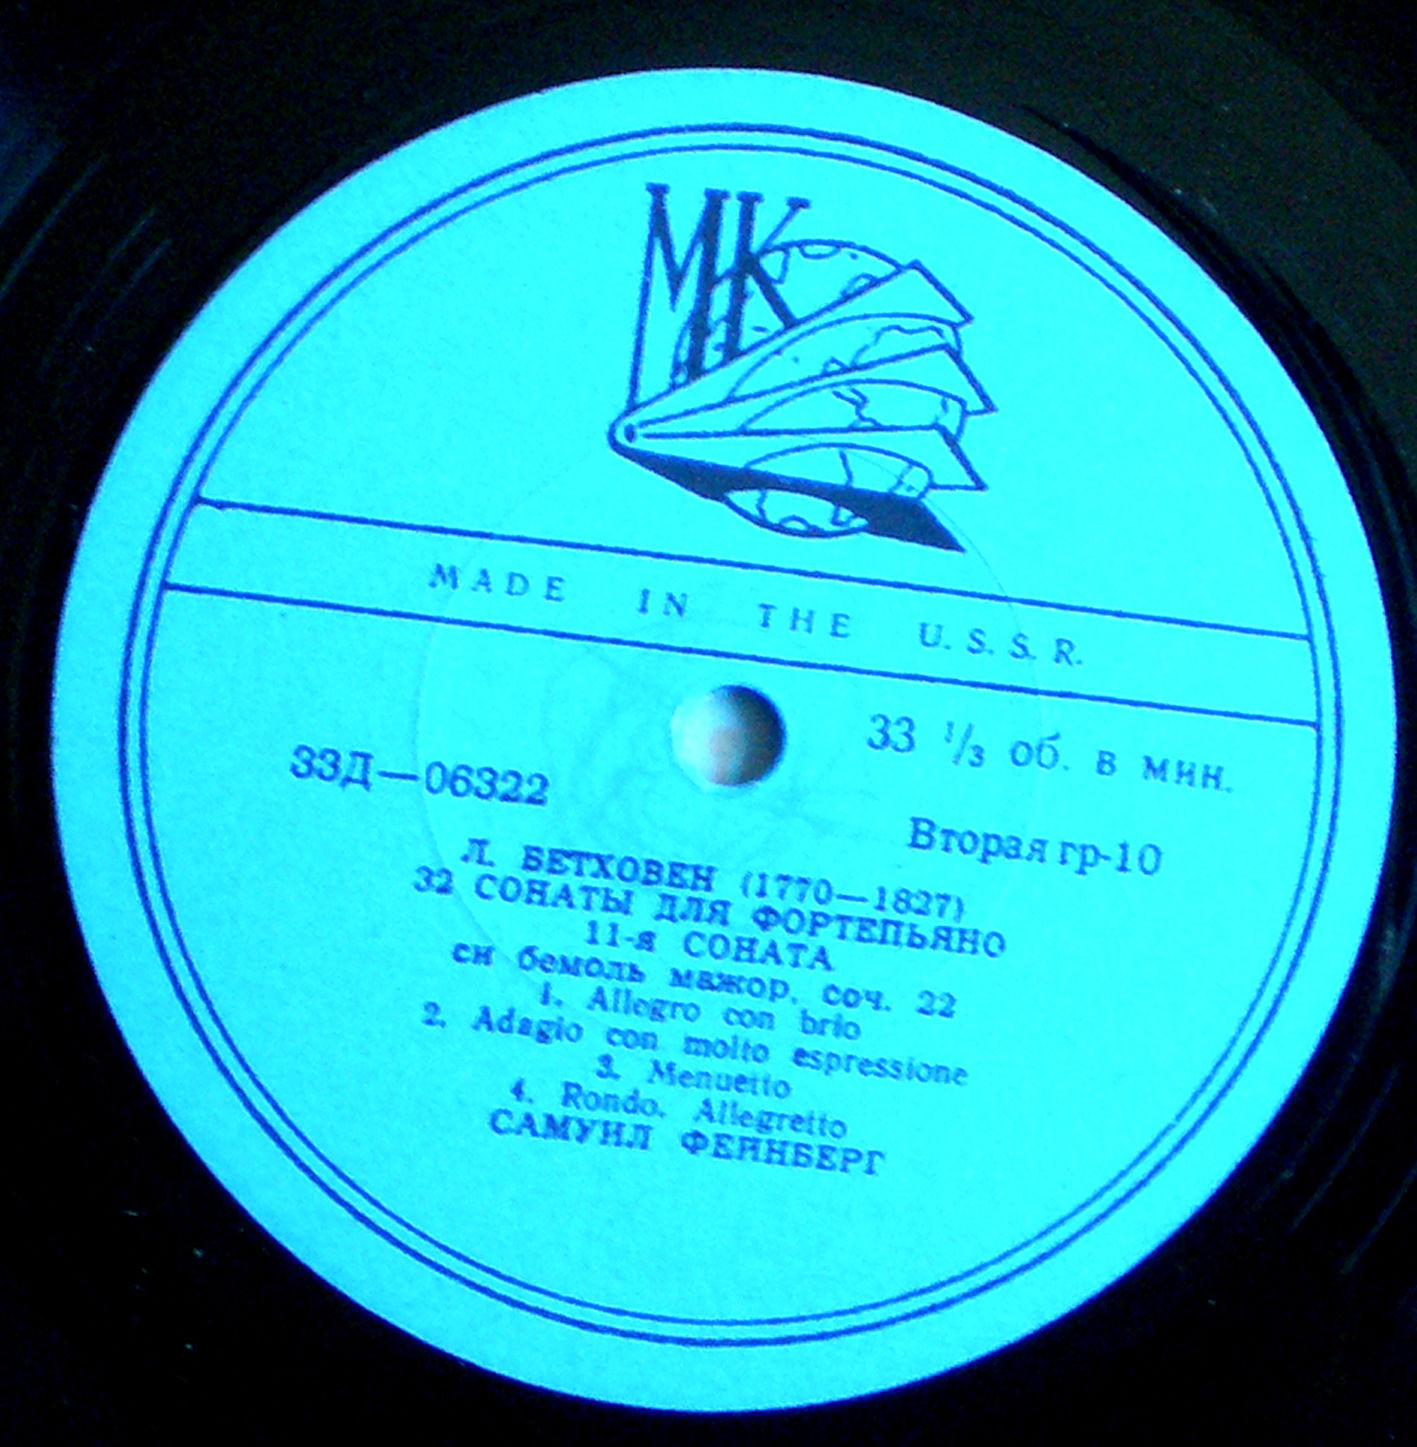 МК
MADE IN THE U.S.S.R.
33 1/3 об. в мин.
33Д—06322
Вторая гр-10
Л. БЕТХОВЕН (1770—1827)
32 СОНАТЫ ДЛЯ ФОРТЕПЬЯНО
11-я СОНАТА
си бемоль мажор, соч. 22
1. Allegro con brio
2. Adagio con molto espressione
3. Menuetto
4. Rondo. Allegretto
САМУИЛ ФЕЙНБЕРГ